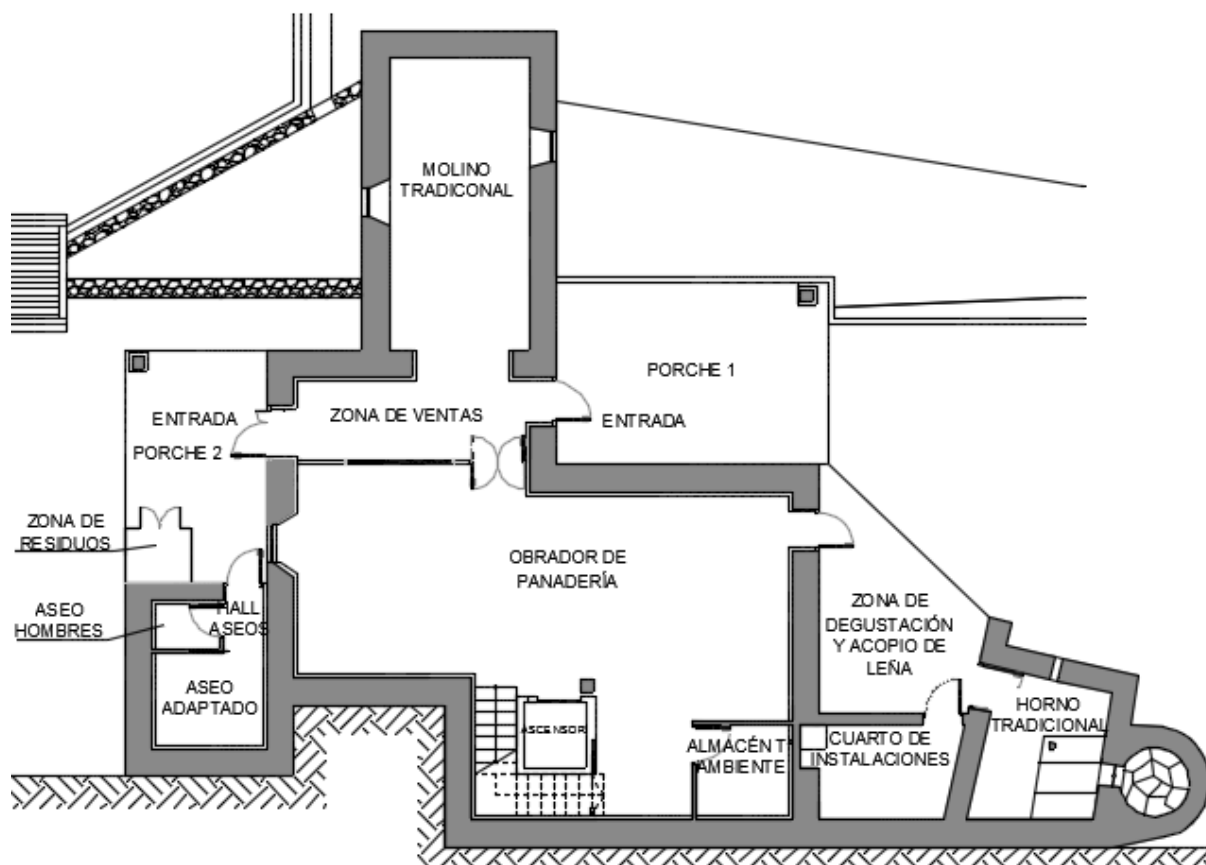 MOLINO
TRADICONAL
PORCHE 1
ENTRADA
ZONA DE VENTAS
ENTRADA
PORCHE 2
ZONA DE
RESIDUOS
OBRADOR DE
PANADERÍA
ASEO
HOMBRES
HALL
ASEOS
ZONA DE
DEGUSTACIÓN
Y ACOPIO DE
LEÑA
ASEO
ADAPTADO
ASCENSOR
ALMACÉN T.
AMBIENTE
CUARTO DE
INSTALACIONES
HORNO
TRADICIONAL